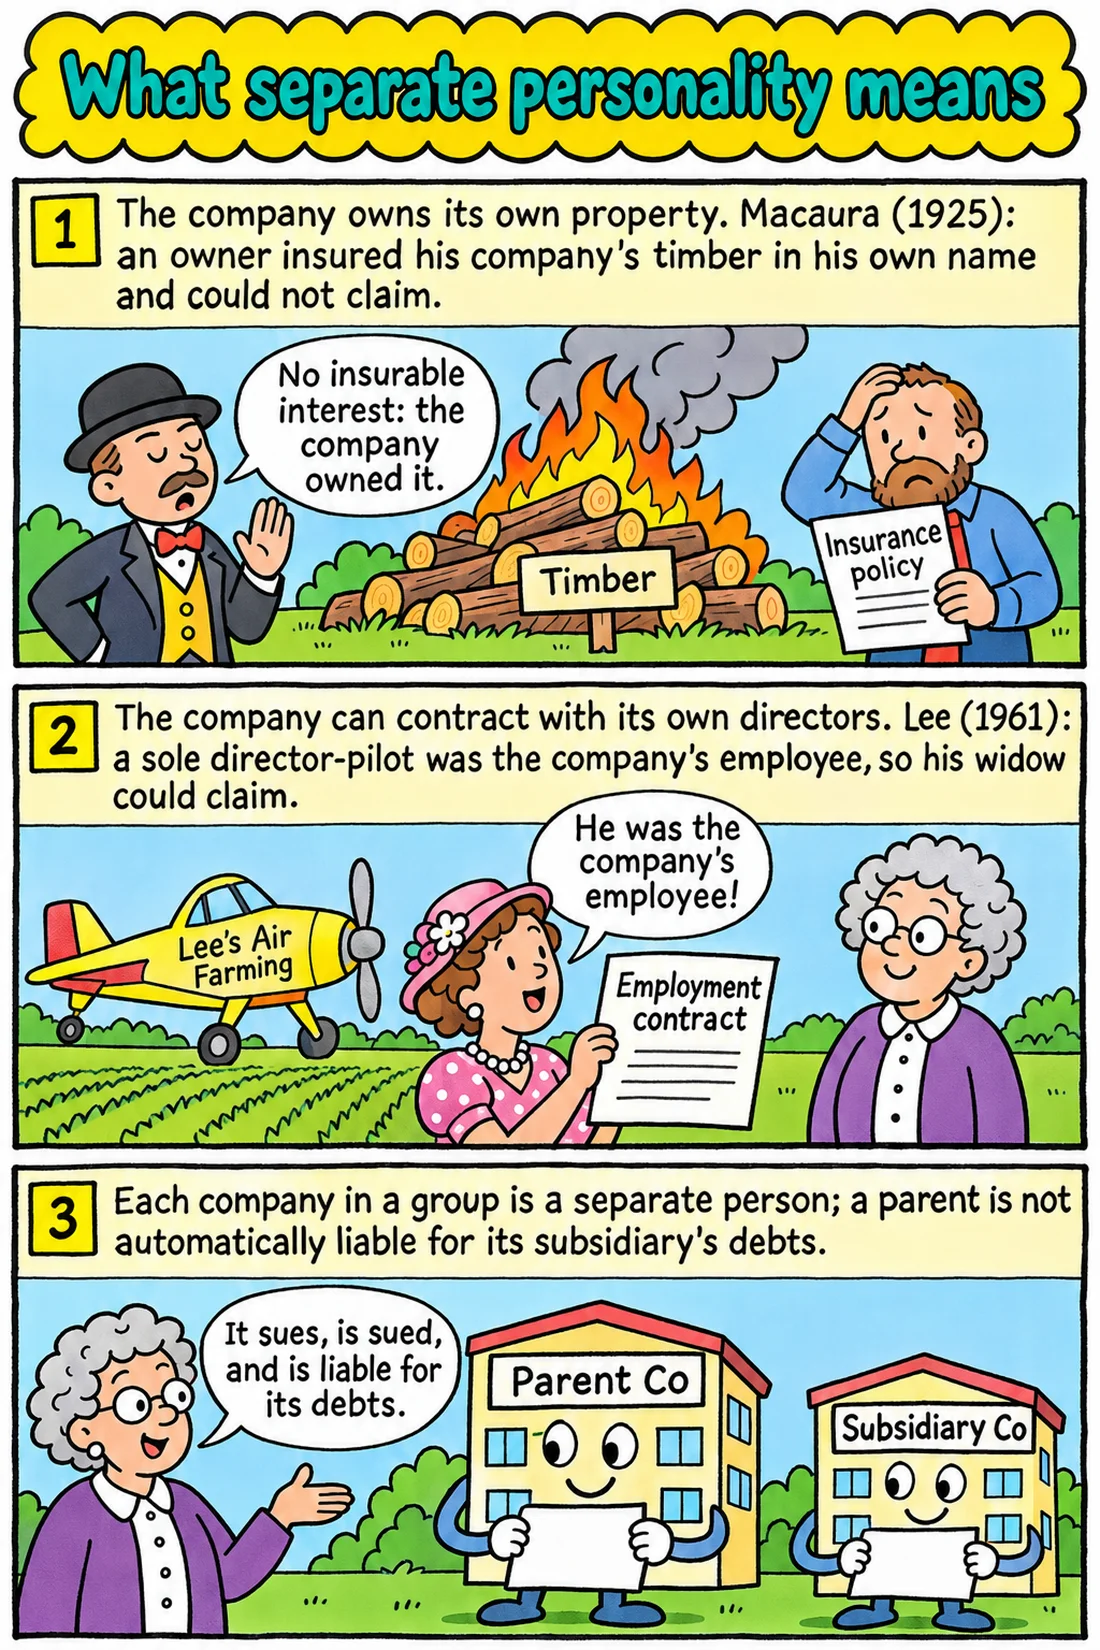 What separate personality means
1
The company owns its own property. Macaura (1925):
an owner insured his company's timber in his own name
and could not claim.
No insurable
interest: the
company
owned it.
Timber
Insurance
policy
2
The company can contract with its own directors. Lee (1961):
a sole director-pilot was the company's employee, so his widow
could claim.
He was the
company's
employee!
Lee's Air
Farming
Employment
contract
3
Each company in a group is a separate person; a parent is not
automatically liable for its subsidiary's debts.
It sues, is sued,
and is liable for
its debts.
Parent Co
Subsidiary Co